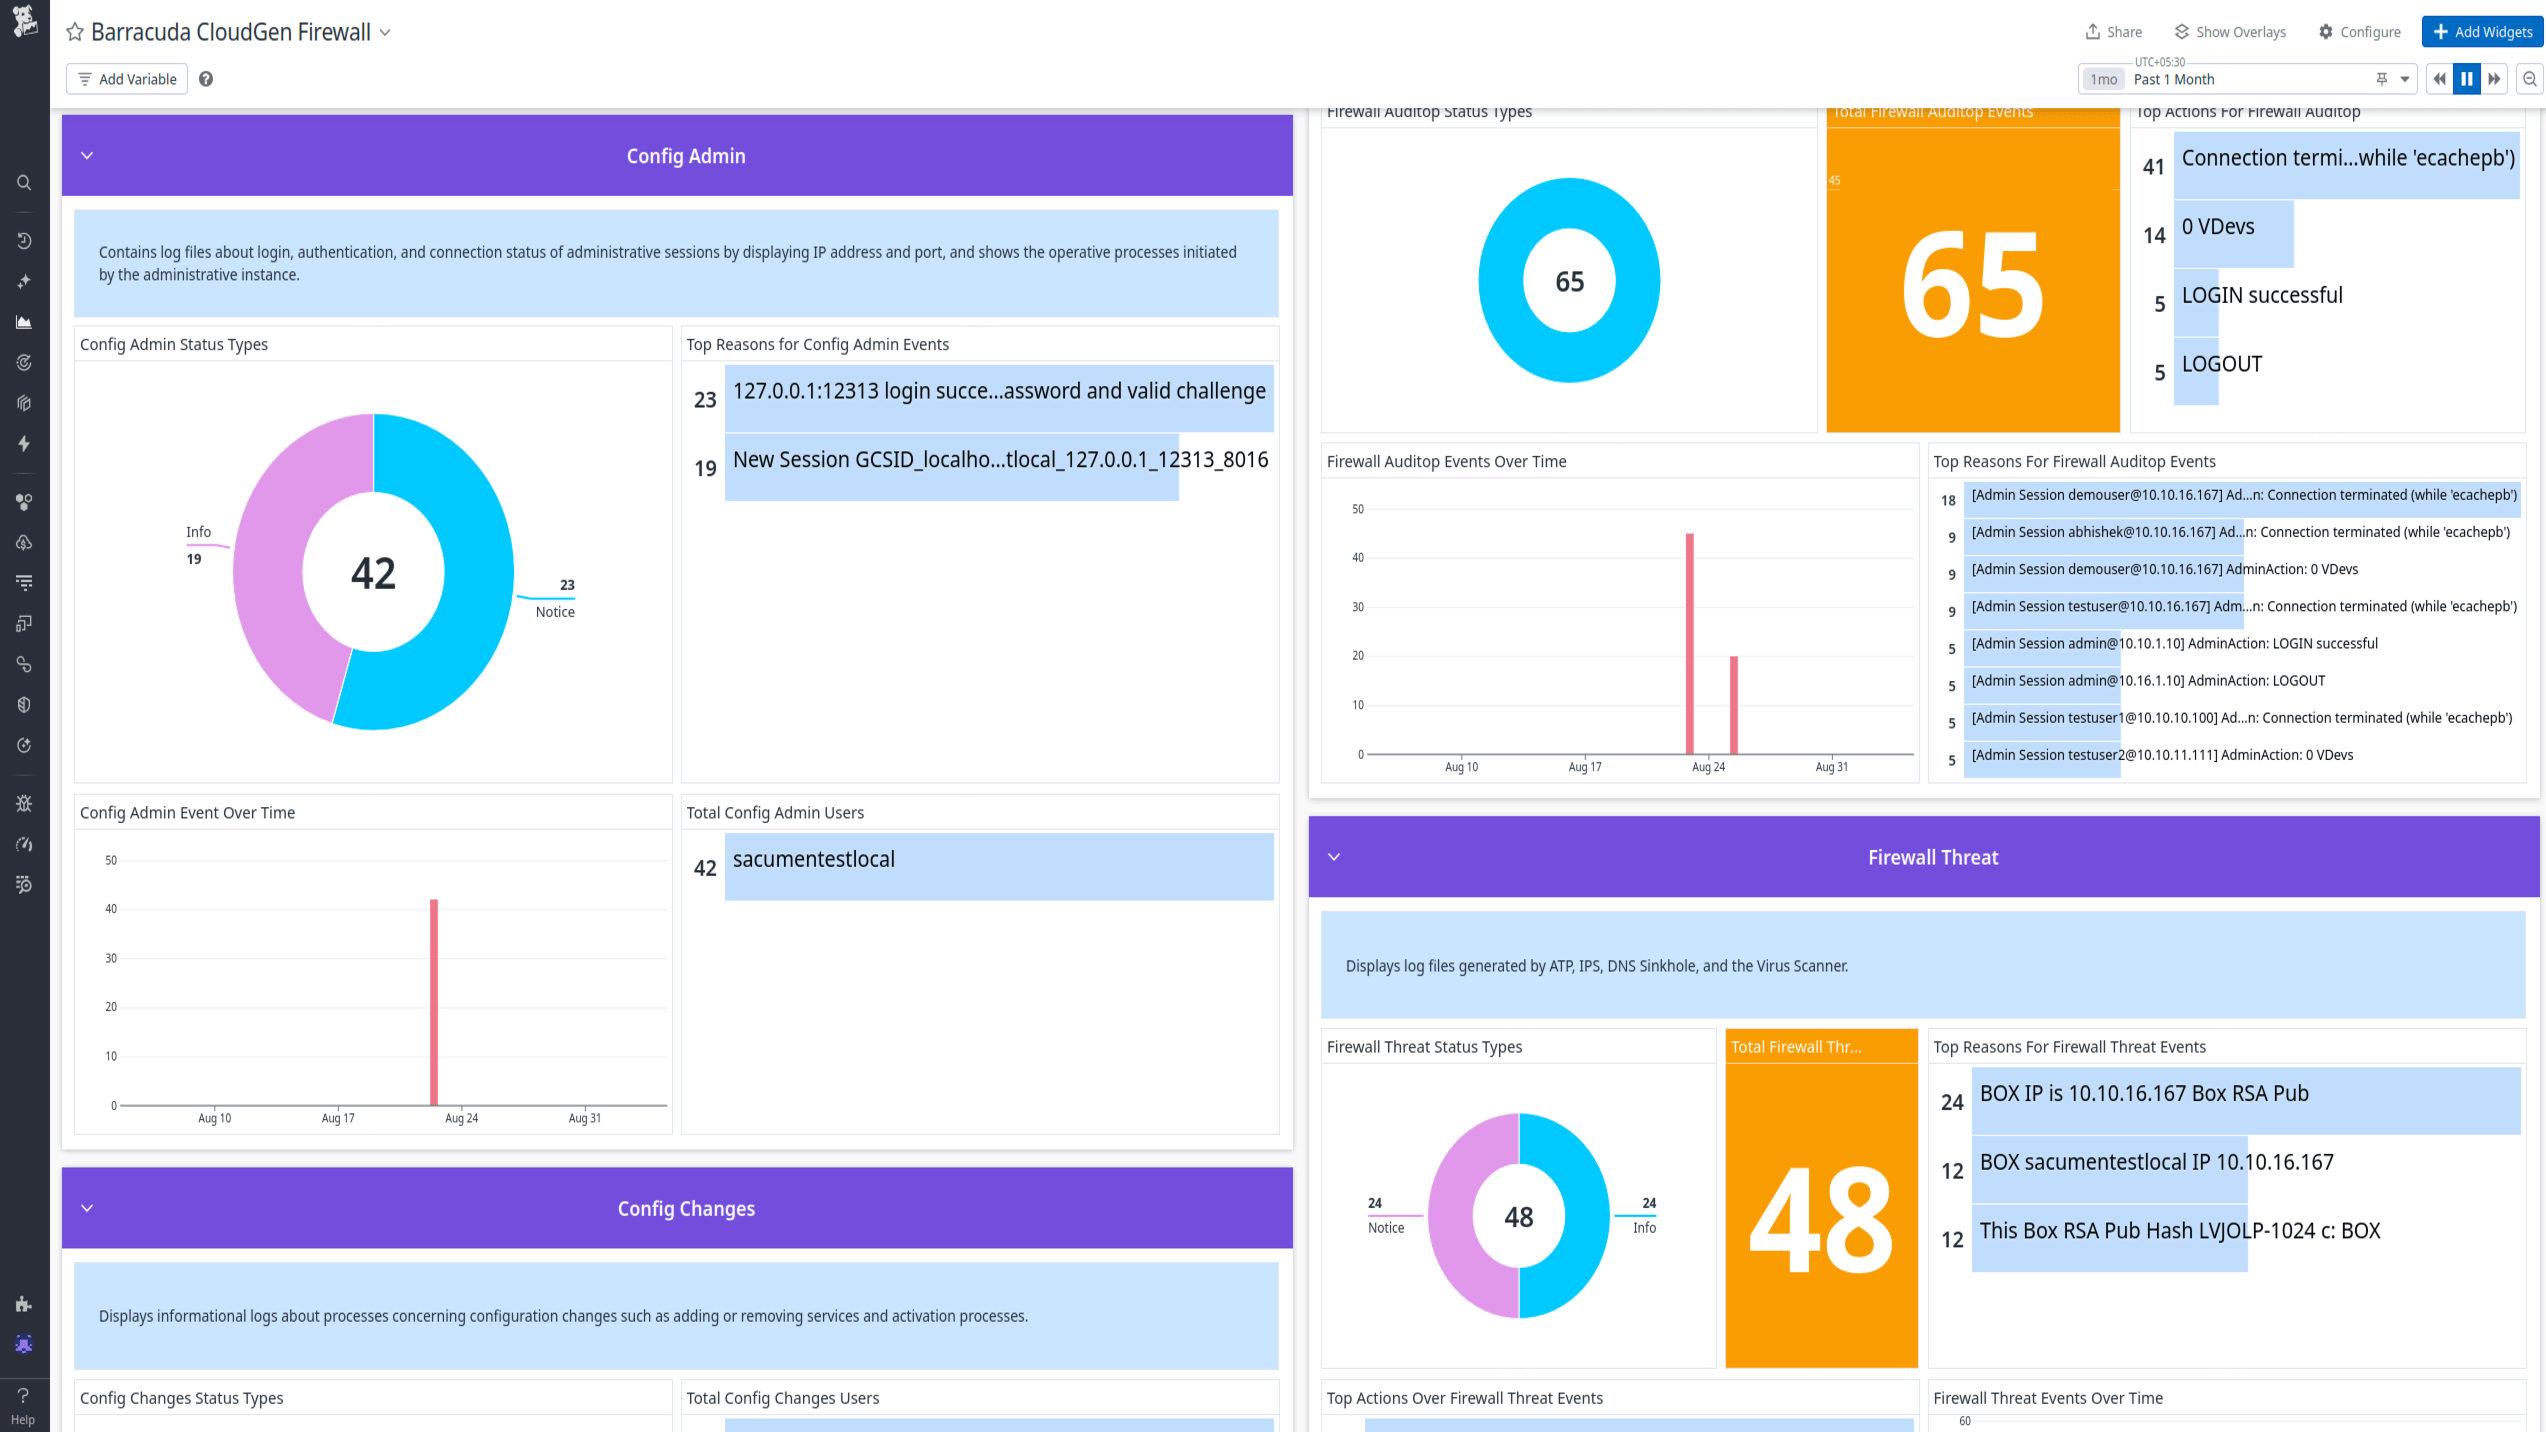 Barracuda CloudGen Firewall
Share
Show Overlays
Configure
Add Widgets
Add Variable
UTC+05:30
1mo
Past 1 Month
Help
Config Admin
Contains log files about login, authentication, and connection status of administrative sessions by displaying IP address and port, and shows the operative processes initiated
by the administrative instance.
Config Admin Status Types
Info
19
42
23
Notice
Top Reasons for Config Admin Events
23 127.0.0.1:12313 login succe...assword and valid challenge
19 New Session GCSID_localho...tlocal_127.0.0.1_12313_8016
Config Admin Event Over Time
50
40
30
20
10
0
Aug 10 Aug 17 Aug 24 Aug 31
Total Config Admin Users
42 sacumentestlocal
Config Changes
Displays informational logs about processes concerning configuration changes such as adding or removing services and activation processes.
Config Changes Status Types
Total Config Changes Users
Firewall Auditop Status Types
65
Total Firewall Auditop Events
45
65
Top Actions For Firewall Auditop
41 Connection termi...while 'ecachepb')
14 0 VDevs
5 LOGIN successful
5 LOGOUT
Firewall Auditop Events Over Time
50
40
30
20
10
0
Aug 10 Aug 17 Aug 24 Aug 31
Top Reasons For Firewall Auditop Events
18 [Admin Session demouser@10.10.16.167] Ad...n: Connection terminated (while 'ecachepb')
9 [Admin Session abhishek@10.10.16.167] Ad...n: Connection terminated (while 'ecachepb')
9 [Admin Session demouser@10.10.16.167] AdminAction: 0 VDevs
9 [Admin Session testuser@10.10.16.167] Adm...n: Connection terminated (while 'ecachepb')
5 [Admin Session admin@10.10.1.10] AdminAction: LOGIN successful
5 [Admin Session admin@10.16.1.10] AdminAction: LOGOUT
5 [Admin Session testuser1@10.10.10.100] Ad...n: Connection terminated (while 'ecachepb')
5 [Admin Session testuser2@10.10.11.111] AdminAction: 0 VDevs
Firewall Threat
Displays log files generated by ATP, IPS, DNS Sinkhole, and the Virus Scanner.
Firewall Threat Status Types
24
Notice
48
24
Info
Total Firewall Thr...
48
Top Reasons For Firewall Threat Events
24 BOX IP is 10.10.16.167 Box RSA Pub
12 BOX sacumentestlocal IP 10.10.16.167
12 This Box RSA Pub Hash LVJOLP-1024 c: BOX
Top Actions Over Firewall Threat Events
Firewall Threat Events Over Time
60